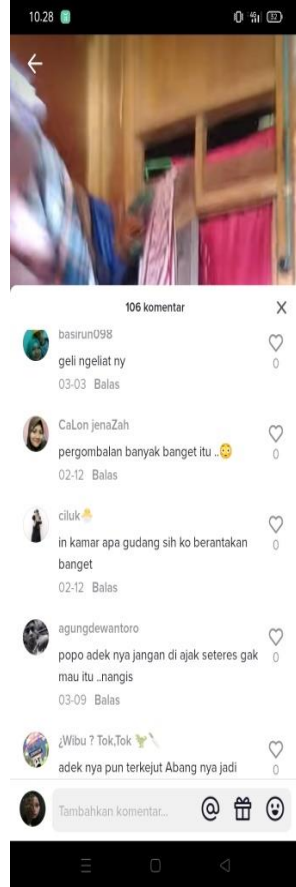 10.28
32
106 komentar
basirun098
geli ngeliat ny
0
03-03 Balas
CaLon jenaZah
pergombalan banyak banget itu ..😳
0
02-12 Balas
ciluk🐣
in kamar apa gudang sih ko berantakan
banget
0
02-12 Balas
agungdewantoro
popo adek nya jangan di ajak seteres gak
mau itu ..nangis
0
03-09 Balas
¿Wibu ? Tok,Tok
adek nya pun terkejut Abang nya jadi
0
Tambahkan komentar...